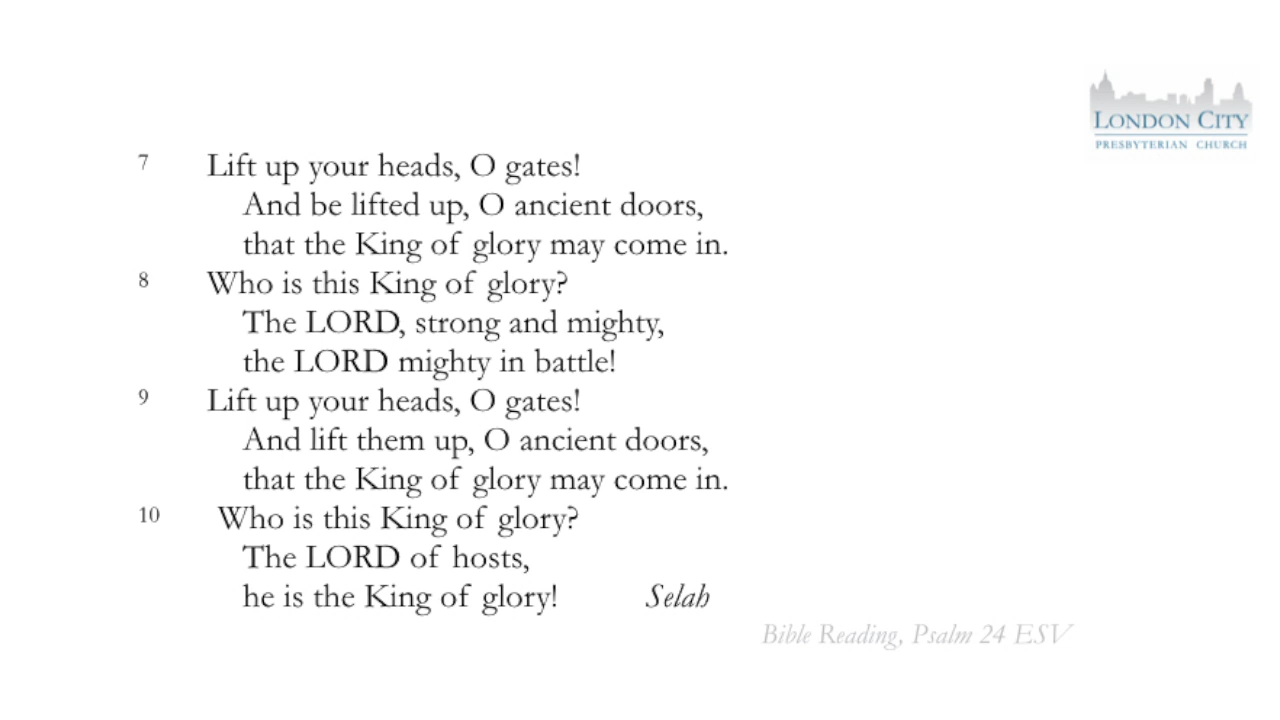 LONDON CITY
PRESBYTERIAN CHURCH
7 Lift up your heads, O gates!
And be lifted up, O ancient doors,
that the King of glory may come in.
8 Who is this King of glory?
The LORD, strong and mighty,
the LORD mighty in battle!
9 Lift up your heads, O gates!
And lift them up, O ancient doors,
that the King of glory may come in.
10 Who is this King of glory?
The LORD of hosts,
he is the King of glory! Selah
Bible Reading, Psalm 24 ESV